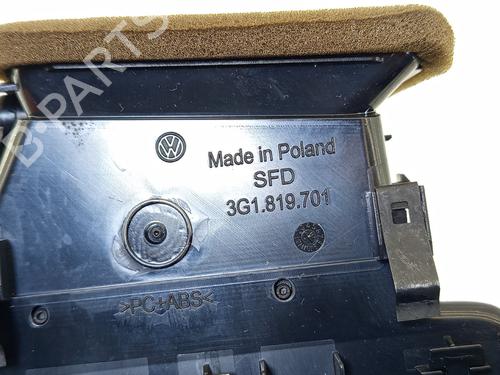 B-PARTS
Made in Poland
SFD
3G1.819.701
>PC+ABS<